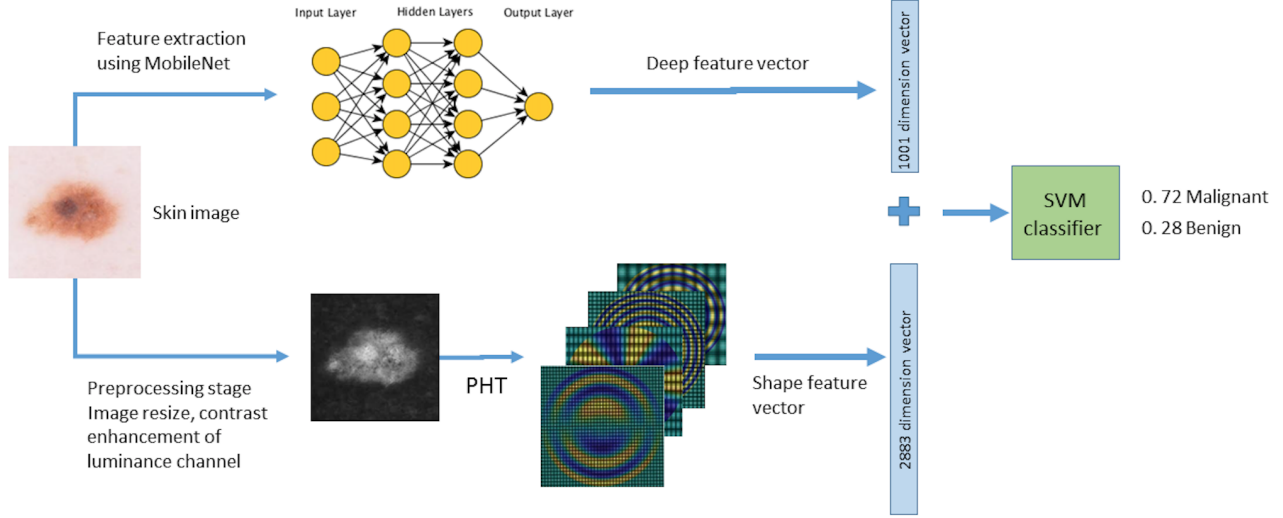 Input Layer
Hidden Layers
Output Layer
Feature extraction
using MobileNet
Deep feature vector
1001 dimension vector
Skin image
SVM
classifier
0. 72 Malignant
0. 28 Benign
PHT
Preprocessing stage
Image resize, contrast
enhancement of
luminance channel
Shape feature
vector
2883 dimension vector